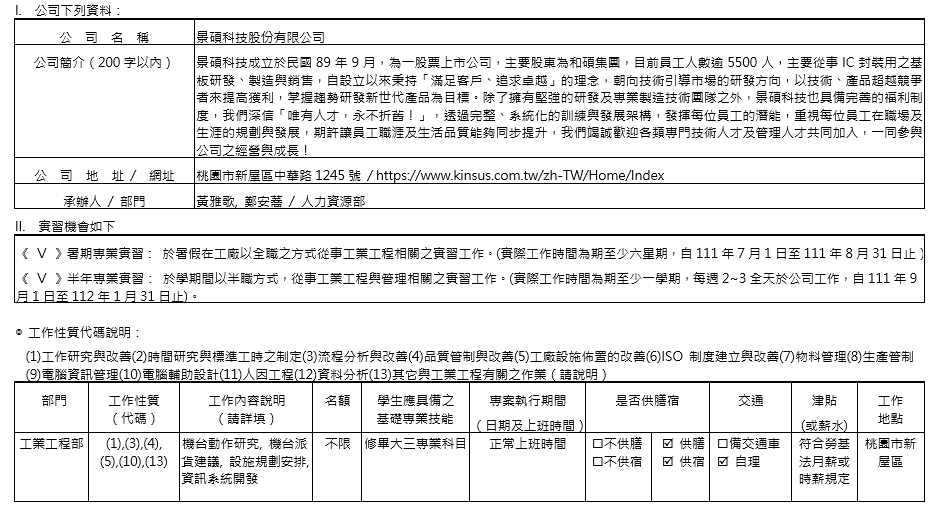 I. 公司下列資料：
公 司 名 稱 景碩科技股份有限公司
公司簡介（200 字以內） 景碩科技成立於民國 89 年 9 月，為一股票上市公司，主要股東為和碩集團，目前員工人數逾 5500 人，主要從事 IC 封裝用之基
板研發、製造與銷售，自設立以來秉持「滿足客戶、追求卓越」的理念，朝向技術引導市場的研發方向，以技術、產品超越競爭
者來提高獲利，掌握趨勢研發新世代產品為目標。除了擁有堅強的研發及專業製造技術團隊之外，景碩科技也具備完善的福利制
度，我們深信「唯有人才，永不折舊！」，透過完整、系統化的訓練與發展架構，發揮每位員工的潛能，重視每位員工在職場及
生涯的規劃與發展，期許讓員工職涯及生活品質能夠同步提升，我們竭誠歡迎各類專門技術人才及管理人才共同加入，一同參與
公司之經營與成長！
公 司 地 址 / 網址 桃園市新屋區中華路 1245 號 / https://www.kinsus.com.tw/zh-TW/Home/Index
承辦人 / 部門 黃雅歌, 鄭安蕎 / 人力資源部
II. 實習機會如下
《 V 》暑期專業實習： 於暑假在工廠以全職之方式從事工業工程相關之實習工作。(實際工作時間為期至少六星期，自 111 年 7 月 1 日至 111 年 8 月 31 日止 )
《 V 》半年專業實習： 於學期間以半職方式，從事工業工程與管理相關之實習工作。(實際工作時間為期至少一學期，每週 2~3 全天於公司工作，自 111 年 9
月 1 日至 112 年 1 月 31 日止)。
◎ 工作性質代碼說明：
(1)工作研究與改善(2)時間研究與標準工時之制定(3)流程分析與改善(4)品質管制與改善(5)工廠設施佈置的改善(6)ISO 制度建立與改善(7)物料管理(8)生產管制
(9)電腦資訊管理(10)電腦輔助設計(11)人因工程(12)資料分析(13)其它與工業工程有關之作業（請說明）
部門 工作性質 工作內容說明 名額 學生應具備之 專案執行期間 是否供膳宿 交通 津貼 工作
（代碼） （請詳填） 基礎專業技能 （日期及上班時間） (或薪水) 地點
工業工程部 (1),(3),(4), 機台動作研究, 機台派 不限 修畢大三專業科目 正常上班時間 □不供膳 ☑ 供膳 □備交通車 符合勞基 桃園市新
(5),(10),(13) 貨建議, 設施規劃安排, □不供宿 ☑ 供宿 ☑ 自理 法月薪或 屋區
資訊系統開發 時薪規定